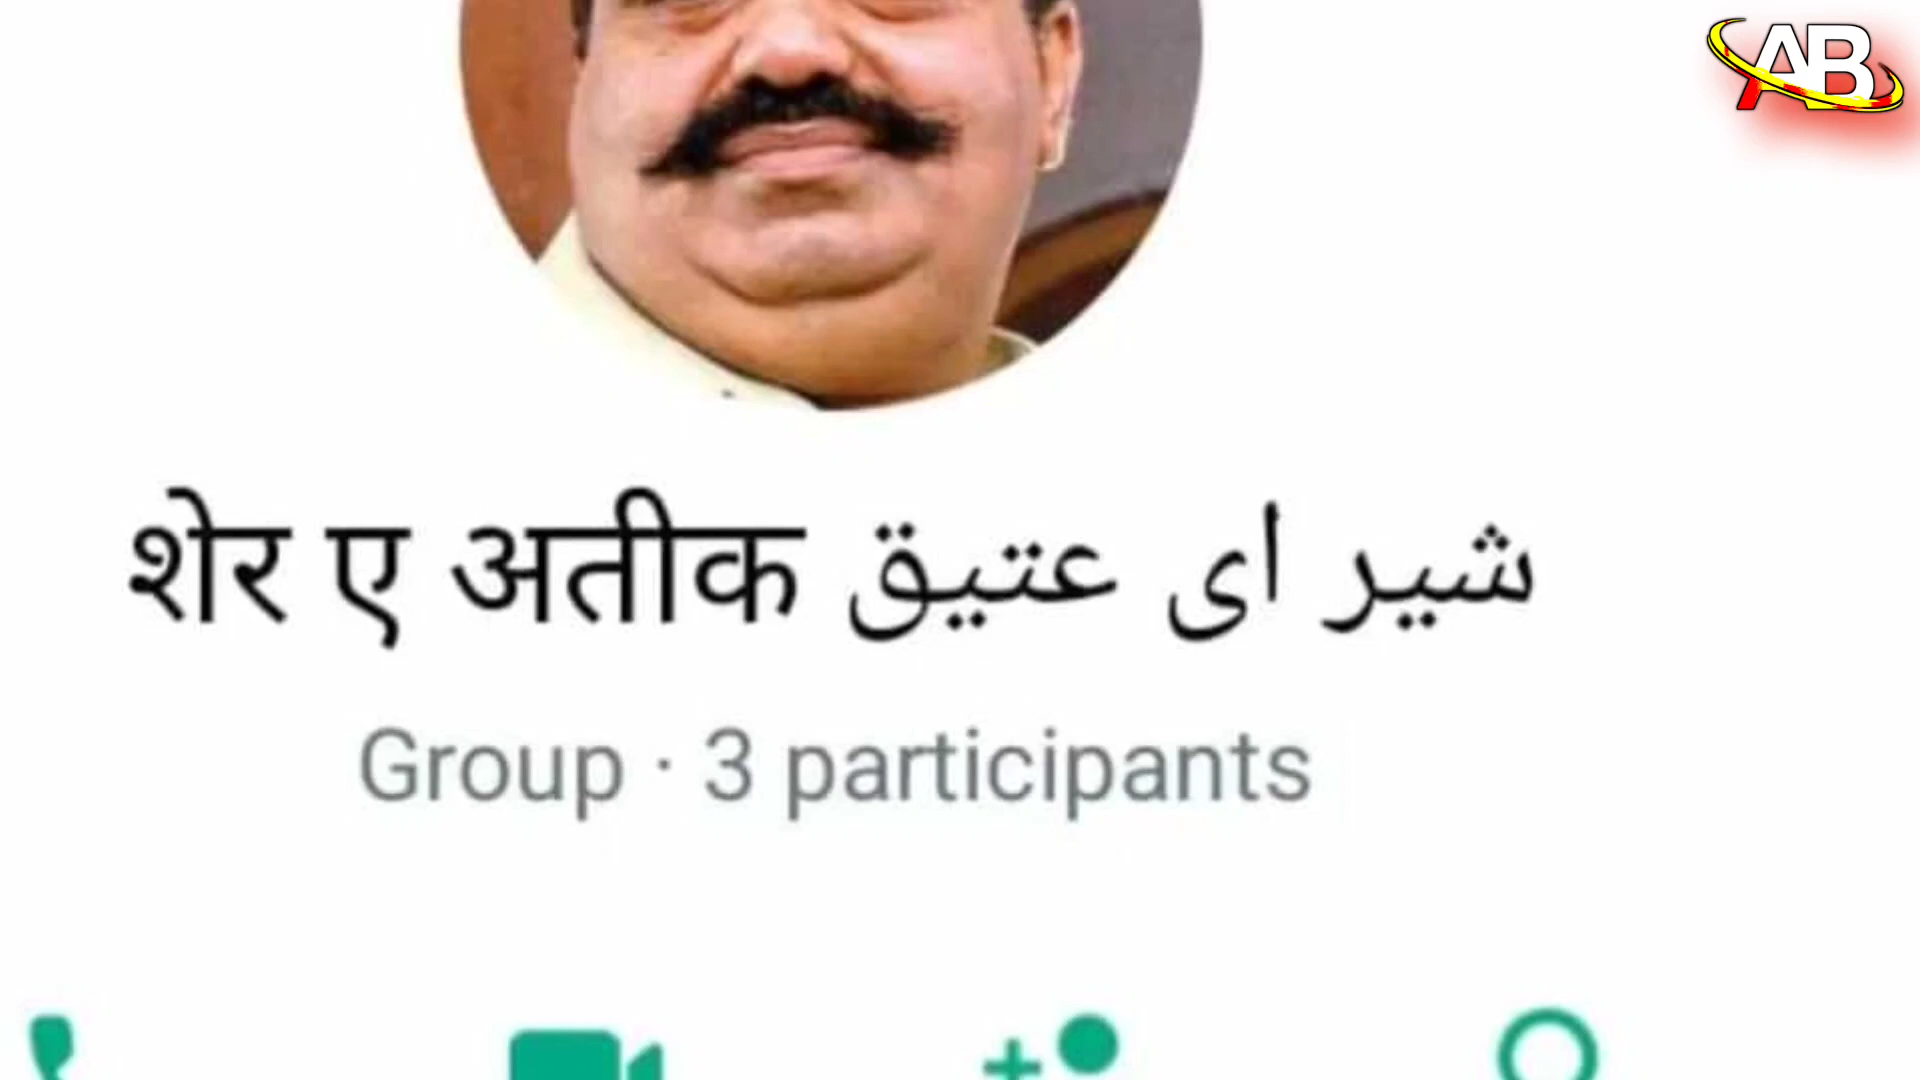 AB
शेर ए अतीक شیر ای عتیق
Group · 3 participants